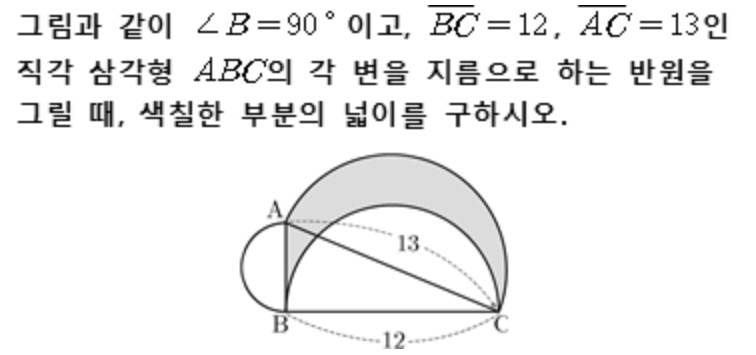 그림과 같이 ∠B=90°이고, \overline{BC}=12, \overline{AC}=13인
직각 삼각형 ABC의 각 변을 지름으로 하는 반원을
그릴 때, 색칠한 부분의 넓이를 구하시오.
A
13
B
C
12